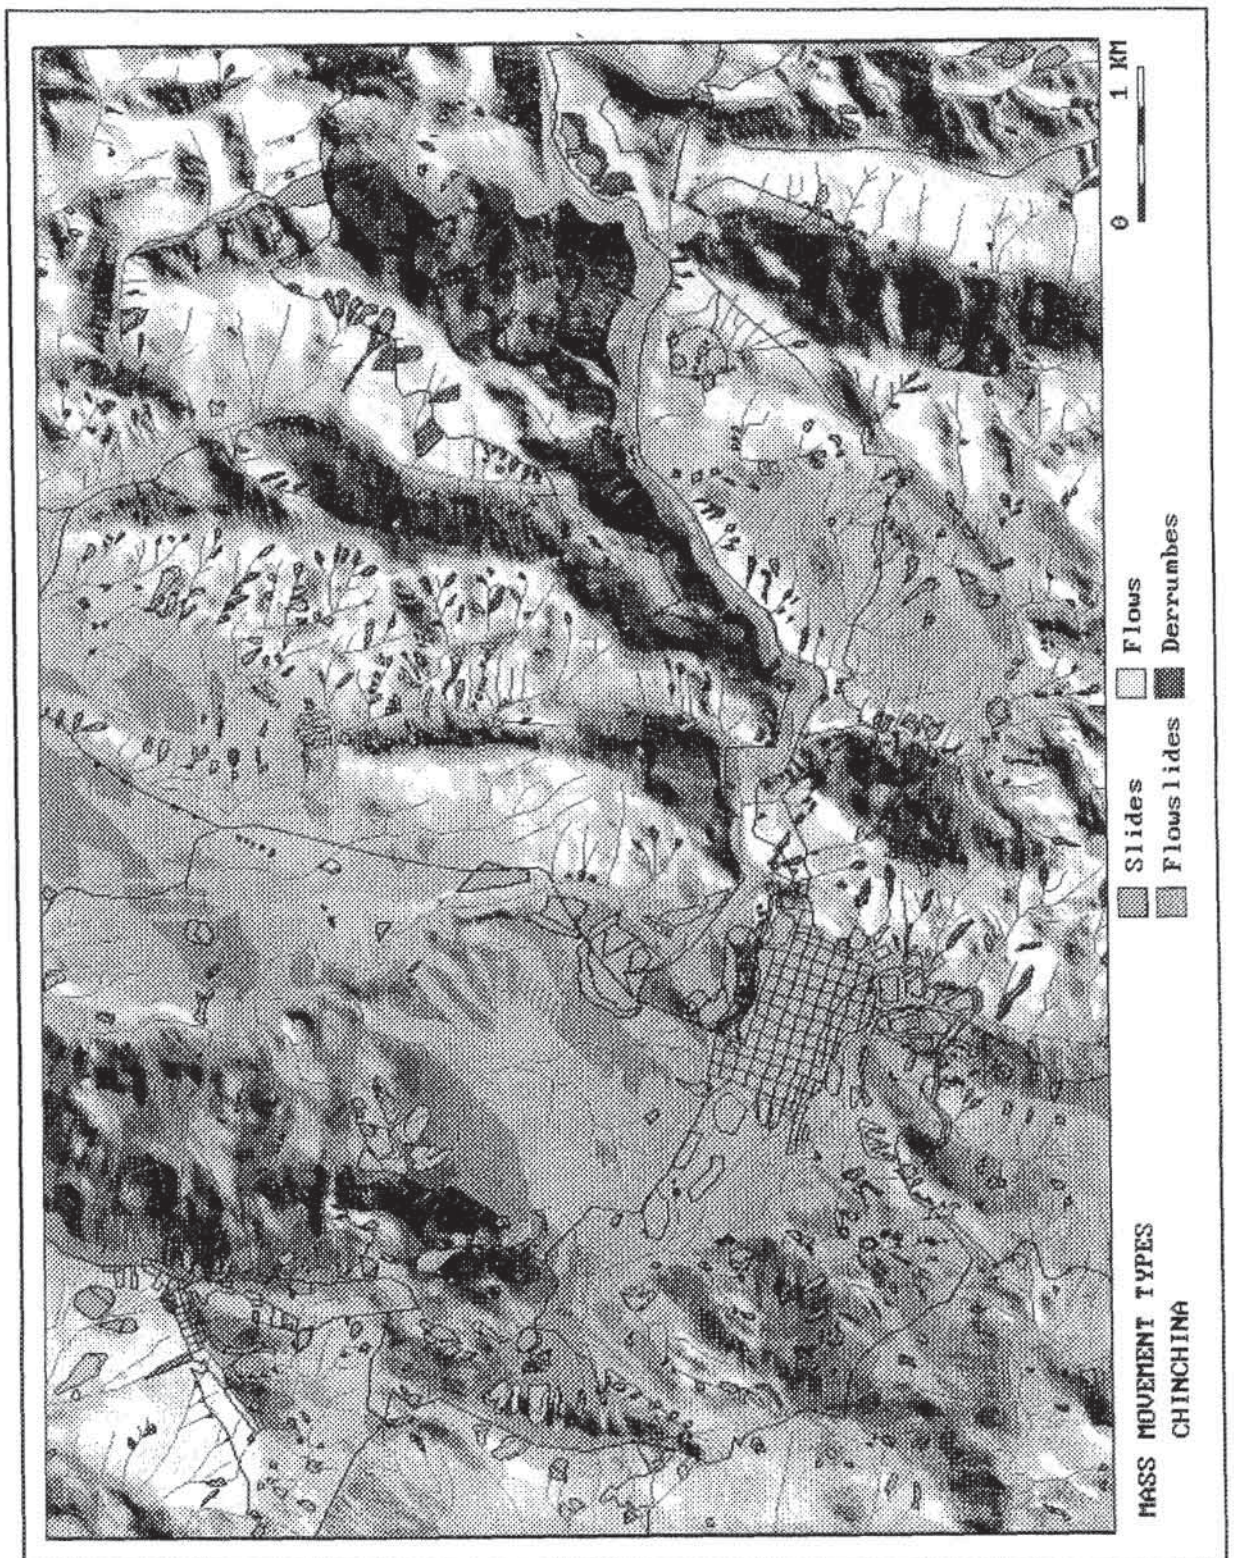 MASS MOVEMENT TYPES
CHINCHINA
Slides
Flowslides
Flows
Derrumbes
0 1 KM